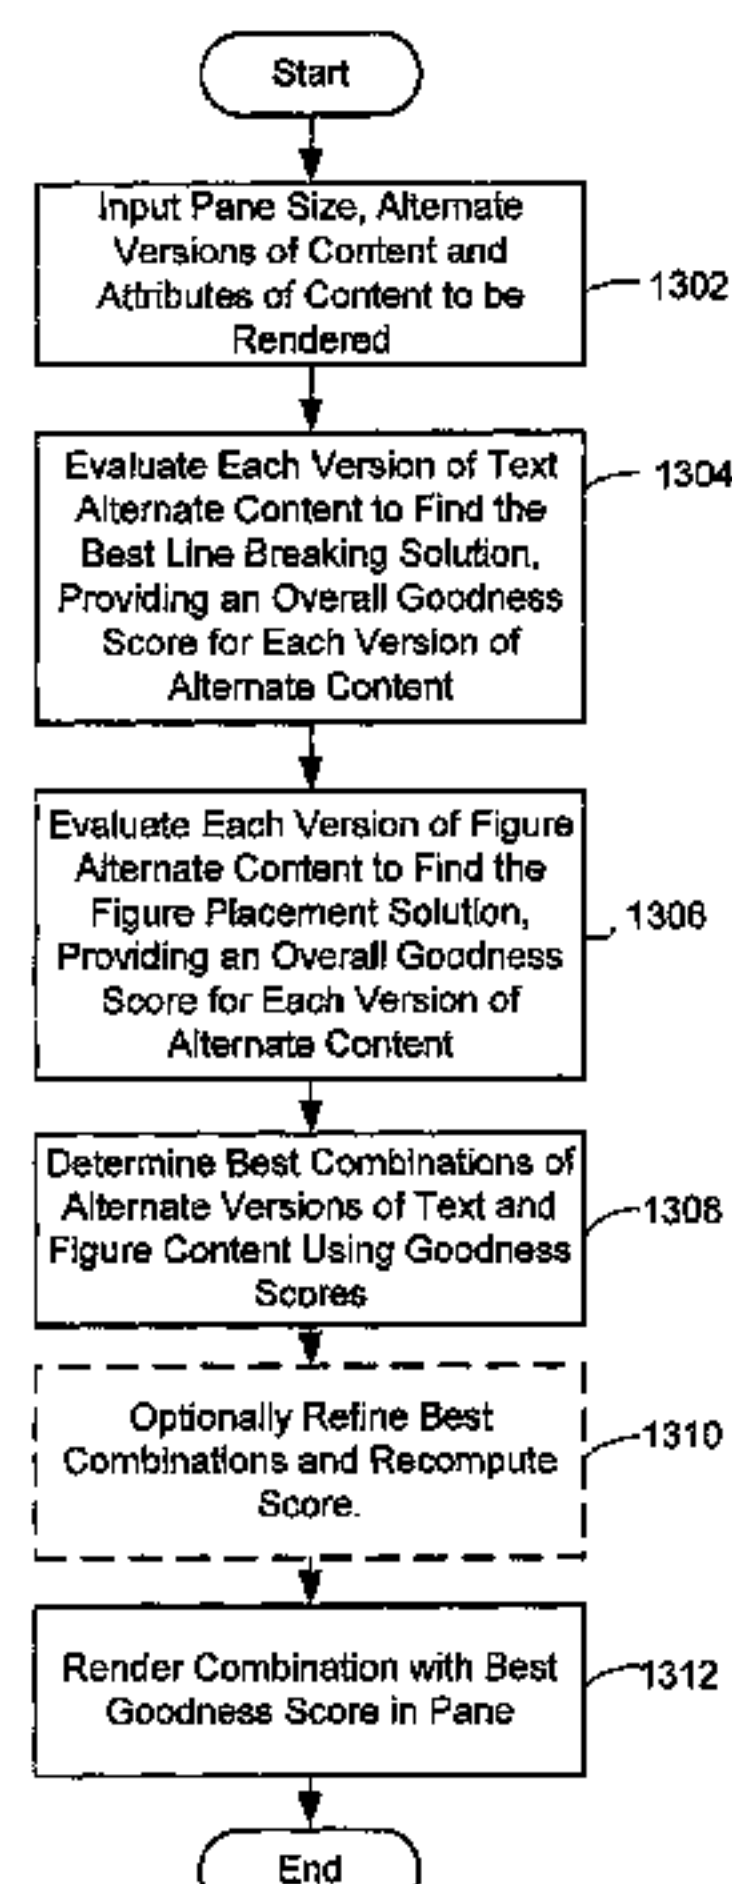 Start
Input Pane Size, Alternate
Versions of Content and
Attributes of Content to be
Rendered
1302
Evaluate Each Version of Text
Alternate Content to Find the
Best Line Breaking Solution,
Providing an Overall Goodness
Score for Each Version of
Alternate Content
1304
Evaluate Each Version of Figure
Alternate Content to Find the
Figure Placement Solution,
Providing an Overall Goodness
Score for Each Version of
Alternate Content
1306
Determine Best Combinations of
Alternate Versions of Text and
Figure Content Using Goodness
Scores
1308
Optionally Refine Best
Combinations and Recompute
Score.
1310
Render Combination with Best
Goodness Score in Pane
1312
End